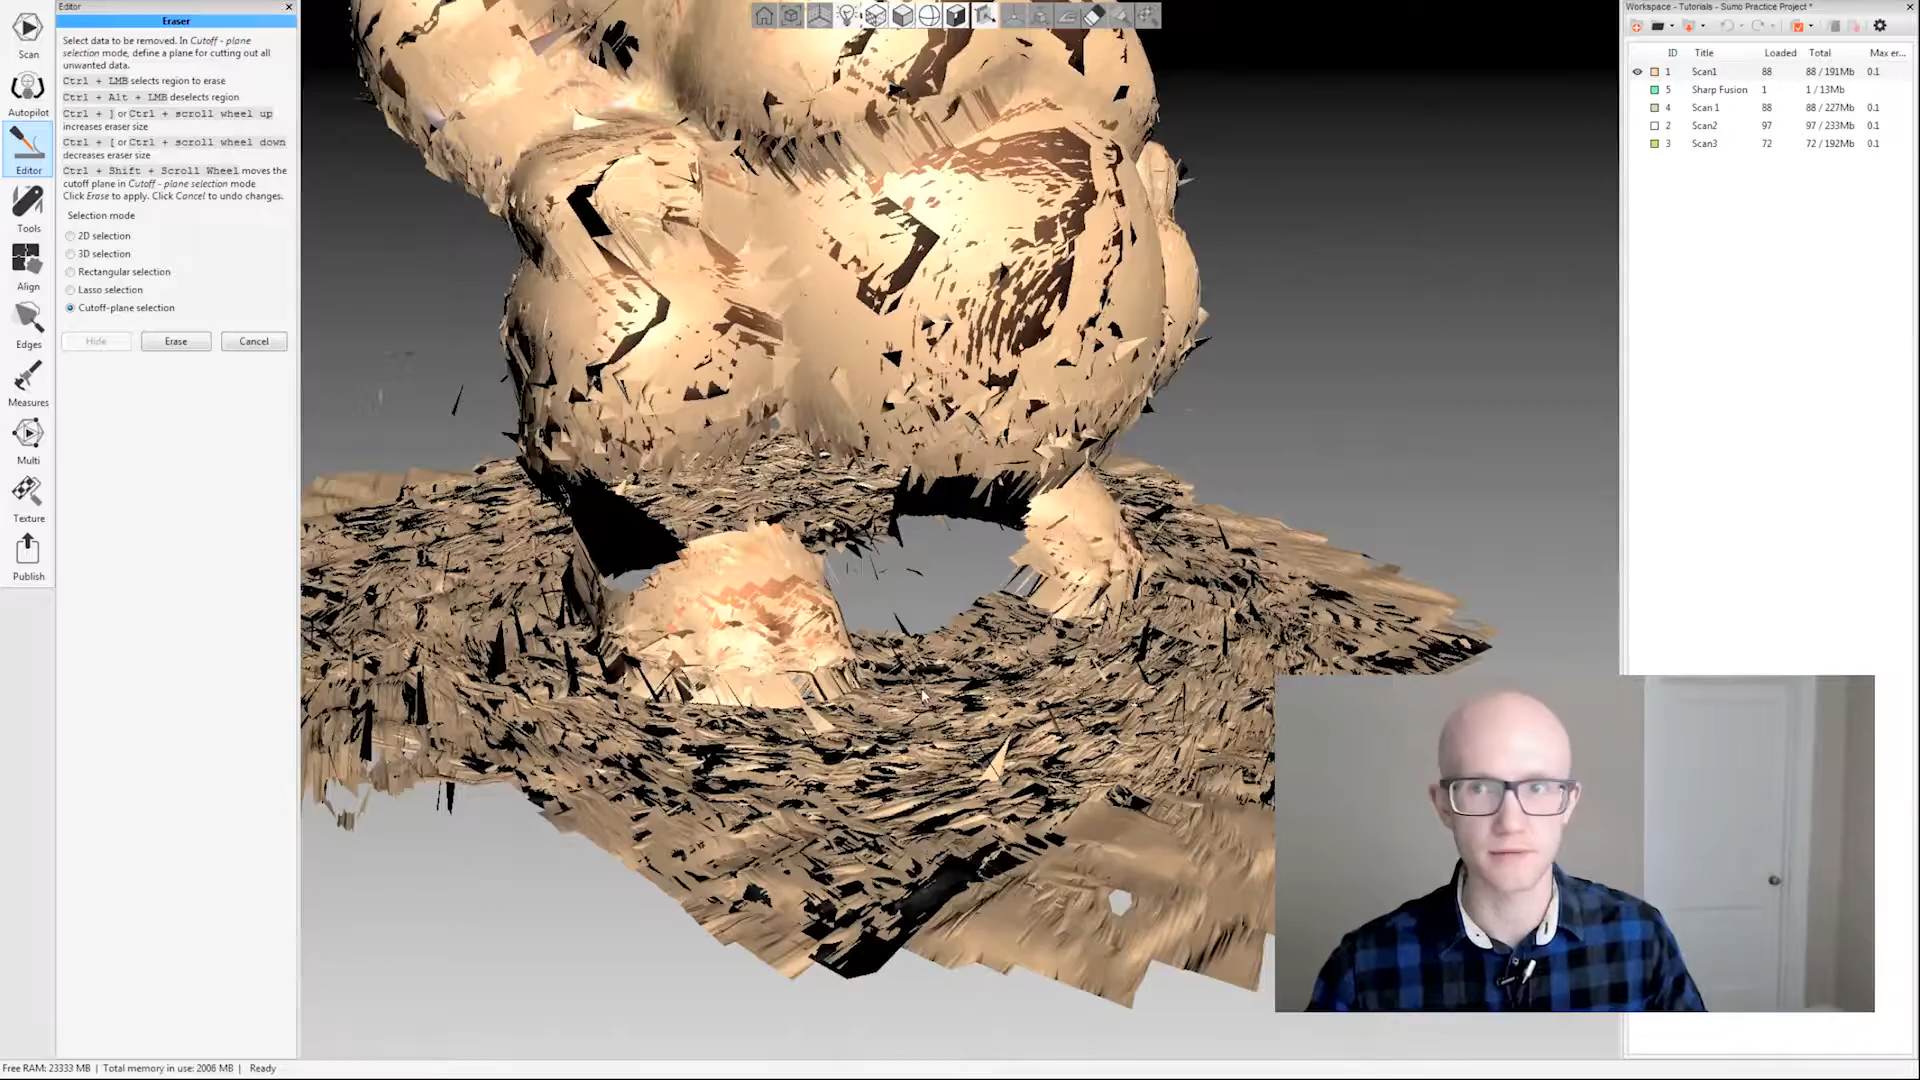 Editor
Eraser
Select data to be removed. In Cutoff - plane
selection mode, define a plane for cutting out all
unwanted data.
Ctrl + LMB selects region to erase
Ctrl + Alt + LMB deselects region
Ctrl + ] or Ctrl + scroll wheel up
increases eraser size
Ctrl + [ or Ctrl + scroll wheel down
decreases eraser size
Ctrl + Shift + Scroll Wheel moves the
cutoff plane in Cutoff - plane selection mode
Click Erase to apply. Click Cancel to undo changes.
Selection mode
2D selection
3D selection
Rectangular selection
Lasso selection
Cutoff-plane selection
Hide Erase Cancel
Scan
Autopilot
Editor
Tools
Align
Edges
Measures
Multi
Texture
Publish
Workspace - Tutorials - Sumo Practice Project *
ID Title Loaded Total Max er...
1 Scan1 88 88 / 191Mb 0.1
5 Sharp Fusion 1 1 / 13Mb
4 Scan 1 88 88 / 227Mb 0.1
2 Scan2 97 97 / 233Mb 0.1
3 Scan3 72 72 / 192Mb 0.1
Free RAM: 23333 MB | Total memory in use: 2006 MB | Ready